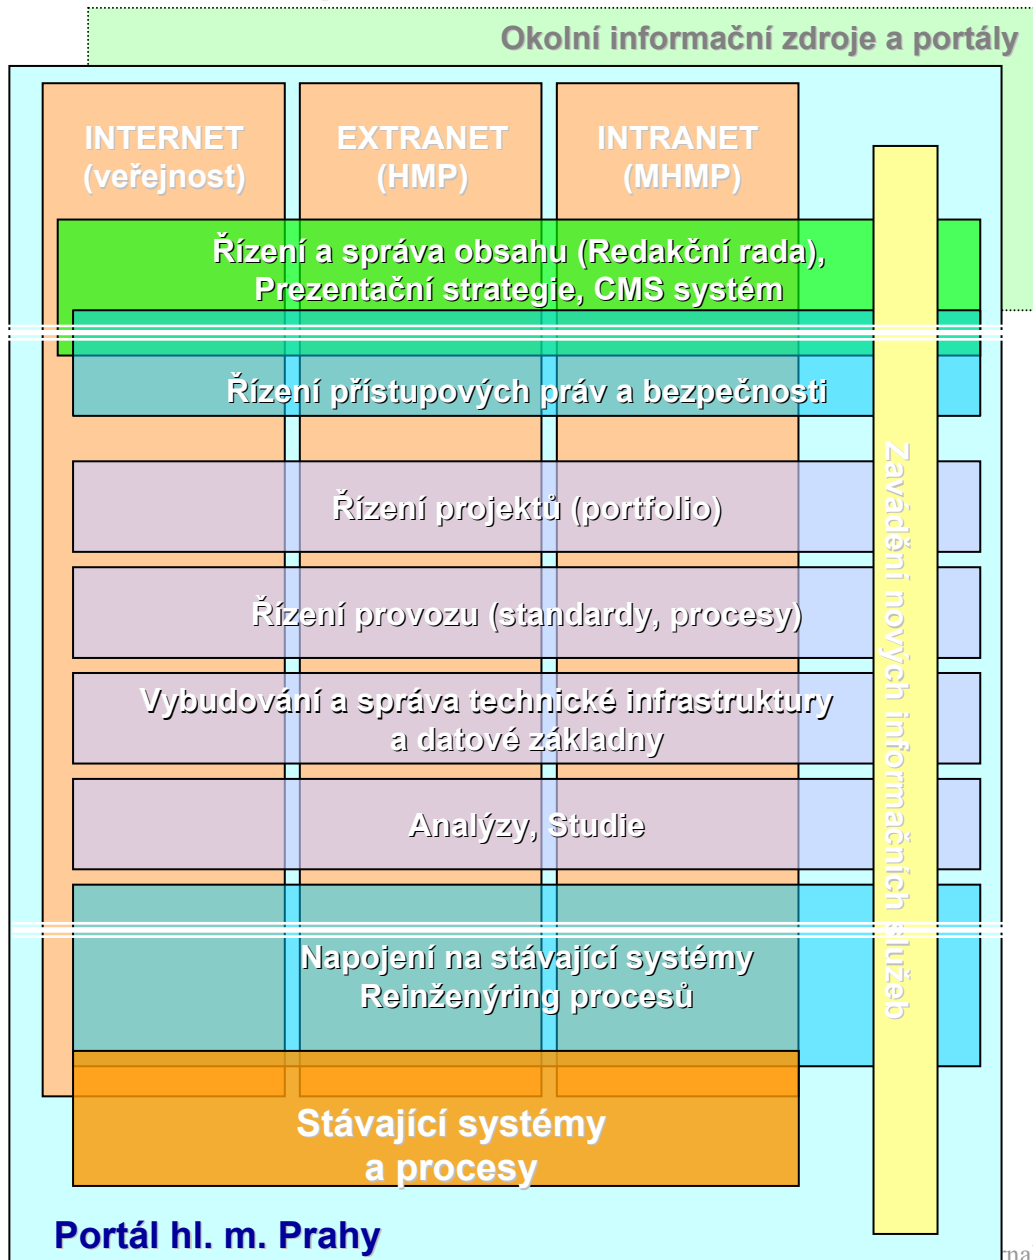 Okolní informační zdroje a portály
INTERNET
(veřejnost)
EXTRANET
(HMP)
INTRANET
(MHMP)
Řízení a správa obsahu (Redakční rada),
Prezentační strategie, CMS systém
Řízení přístupových práv a bezpečnosti
Zavádění nových informačních služeb
Řízení projektů (portfolio)
Řízení provozu (standardy, procesy)
Vybudování a správa technické infrastruktury
a datové základny
Analýzy, Studie
Napojení na stávající systémy
Reinženýring procesů
Stávající systémy
a procesy
Portál hl. m. Prahy